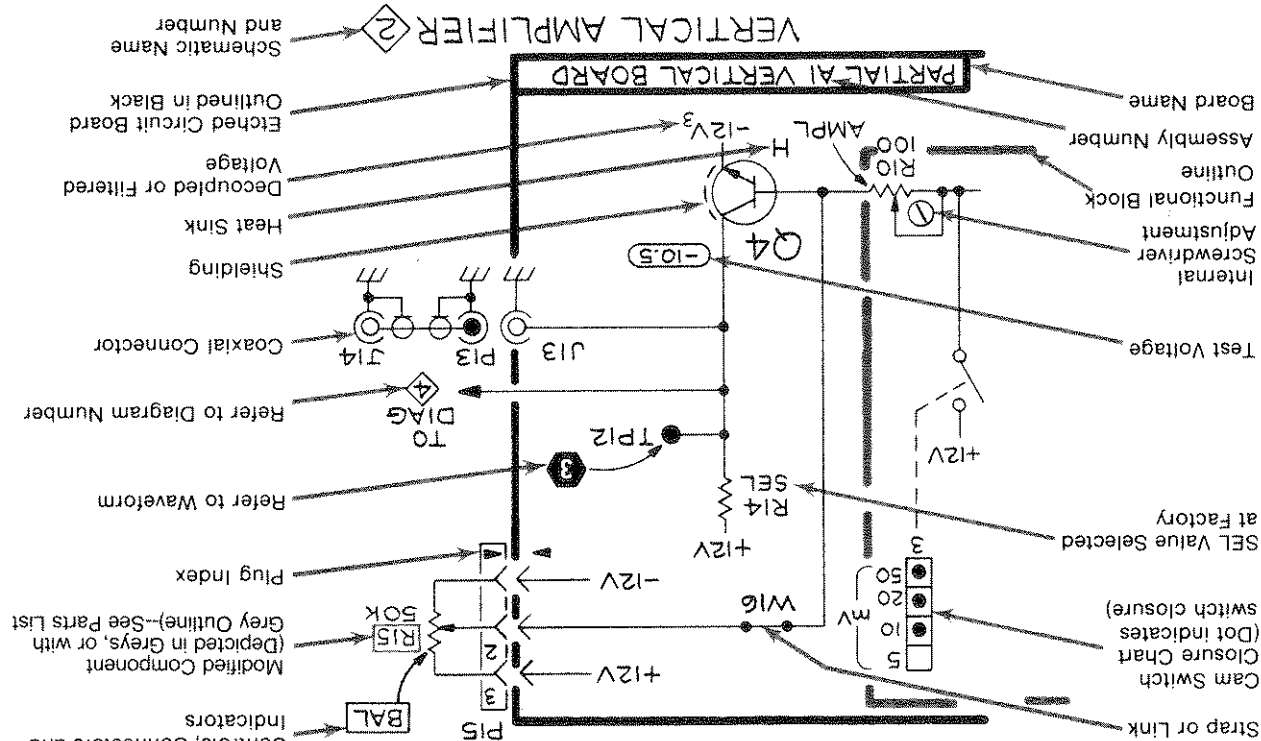 Controls, Connectors and
Indicators
BAL
P15
Strap or Link
Modified Component
(Depicted in Greys, or with
Grey Outline)--See Parts List
R15
50K
3
2
+12V
-12V
W16
5
10
20
50
mV
3
Cam Switch
Closure Chart
(Dot indicates
switch closure)
Plug Index
+12V
R14
SEL
SEL Value Selected
at Factory
Refer to Waveform
TP12
+12V
Refer to Diagram Number
TO
DIAG
4
Test Voltage
Coaxial Connector
J14
P13
J13
-10.5
Q4
Shielding
Internal
Screwdriver
Adjustment
Heat Sink
H
Functional Block
Outline
R10
100
AMPL
-12V3
Decoupled or Filtered
Voltage
Assembly Number
Etched Circuit Board
Outlined in Black
Board Name
PARTIAL A1 VERTICAL BOARD
Schematic Name
and Number
VERTICAL AMPLIFIER 2